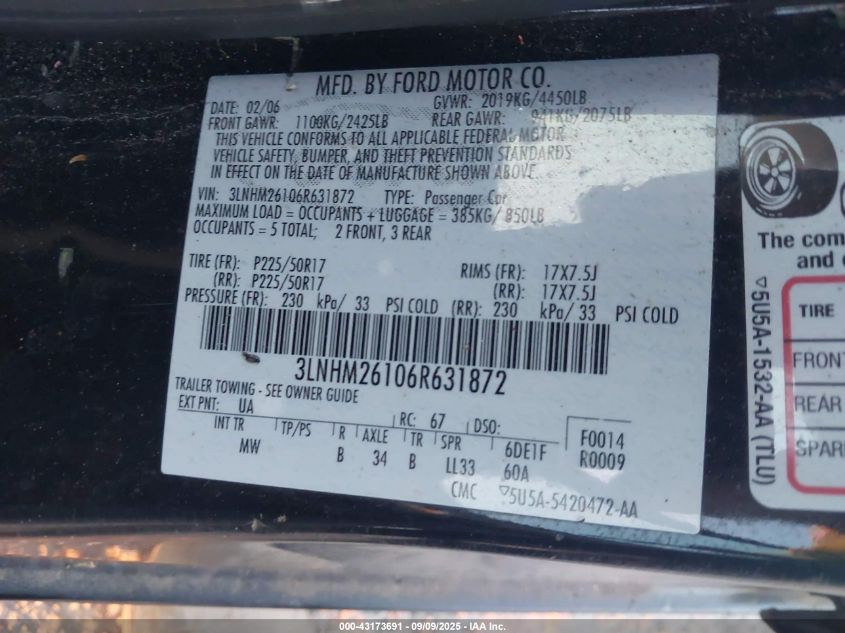 MFD. BY FORD MOTOR CO.
DATE: 02/06 GVWR: 2019KG/4450LB
FRONT GAWR: 1100KG/2425LB REAR GAWR: 941KG/2075LB
THIS VEHICLE CONFORMS TO ALL APPLICABLE FEDERAL MOTOR
VEHICLE SAFETY, BUMPER, AND THEFT PREVENTION STANDARDS
IN EFFECT ON THE DATE OF MANUFACTURE SHOWN ABOVE.
VIN: 3LNHM26106R631872 TYPE: Passenger Car
MAXIMUM LOAD = OCCUPANTS + LUGGAGE = 385KG/ 850LB
OCCUPANTS = 5 TOTAL; 2 FRONT, 3 REAR
TIRE (FR): P225/50R17 RIMS (FR): 17X7.5J
(RR): P225/50R17 (RR): 17X7.5J
PRESSURE (FR): 230 kPa/ 33 PSI COLD (RR): 230 kPa/ 33 PSI COLD
3LNHM26106R631872
TRAILER TOWING - SEE OWNER GUIDE
EXT PNT: UA RC: 67 DSO:
INT TR TP/PS R AXLE TR SPR 6DE1F F0014
MW B 34 B LL33 60A R0009
CMC ▽5U5A-5420472-AA
The com
and
▽5U5A-1532-AA (TLU)
TIRE
FRONT
REAR
SPAR
000-43173691 - 09/09/2025 - IAA Inc.